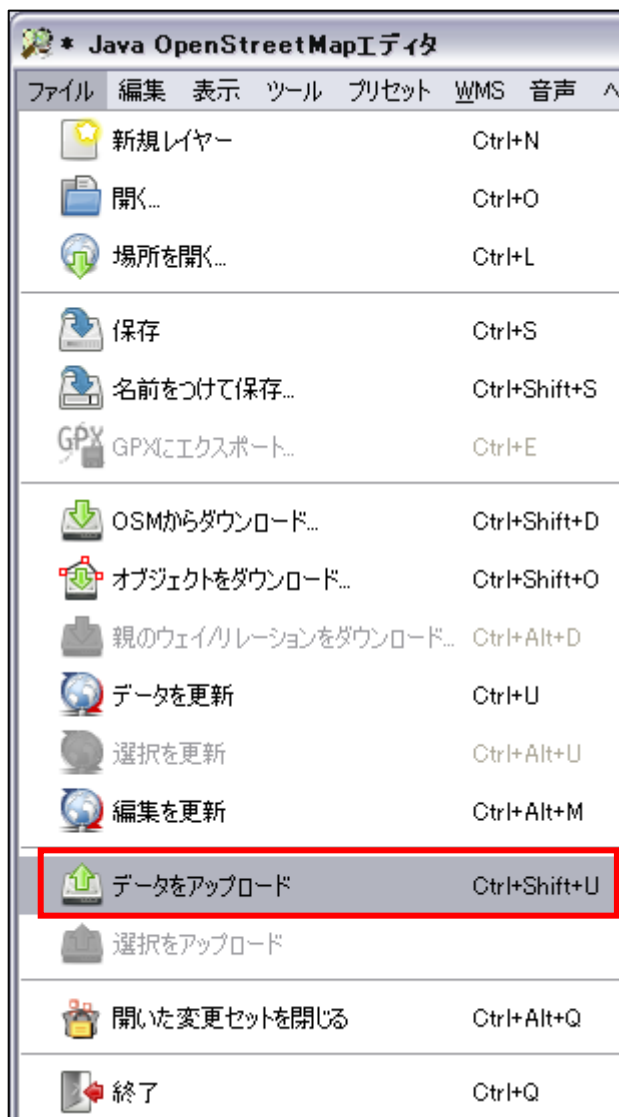 * Java OpenStreetMapエディタ
ファイル 編集 表示 ツール プリセット WMS 音声 ヘ
新規レイヤー Ctrl+N
開く... Ctrl+O
場所を開く... Ctrl+L
保存 Ctrl+S
名前をつけて保存... Ctrl+Shift+S
GPX GPXにエクスポート... Ctrl+E
OSMからダウンロード... Ctrl+Shift+D
オブジェクトをダウンロード... Ctrl+Shift+O
親のウェイ/リレーションをダウンロード... Ctrl+Alt+D
データを更新 Ctrl+U
選択を更新 Ctrl+Alt+U
編集を更新 Ctrl+Alt+M
データをアップロード Ctrl+Shift+U
選択をアップロード
開いた変更セットを閉じる Ctrl+Alt+Q
終了 Ctrl+Q